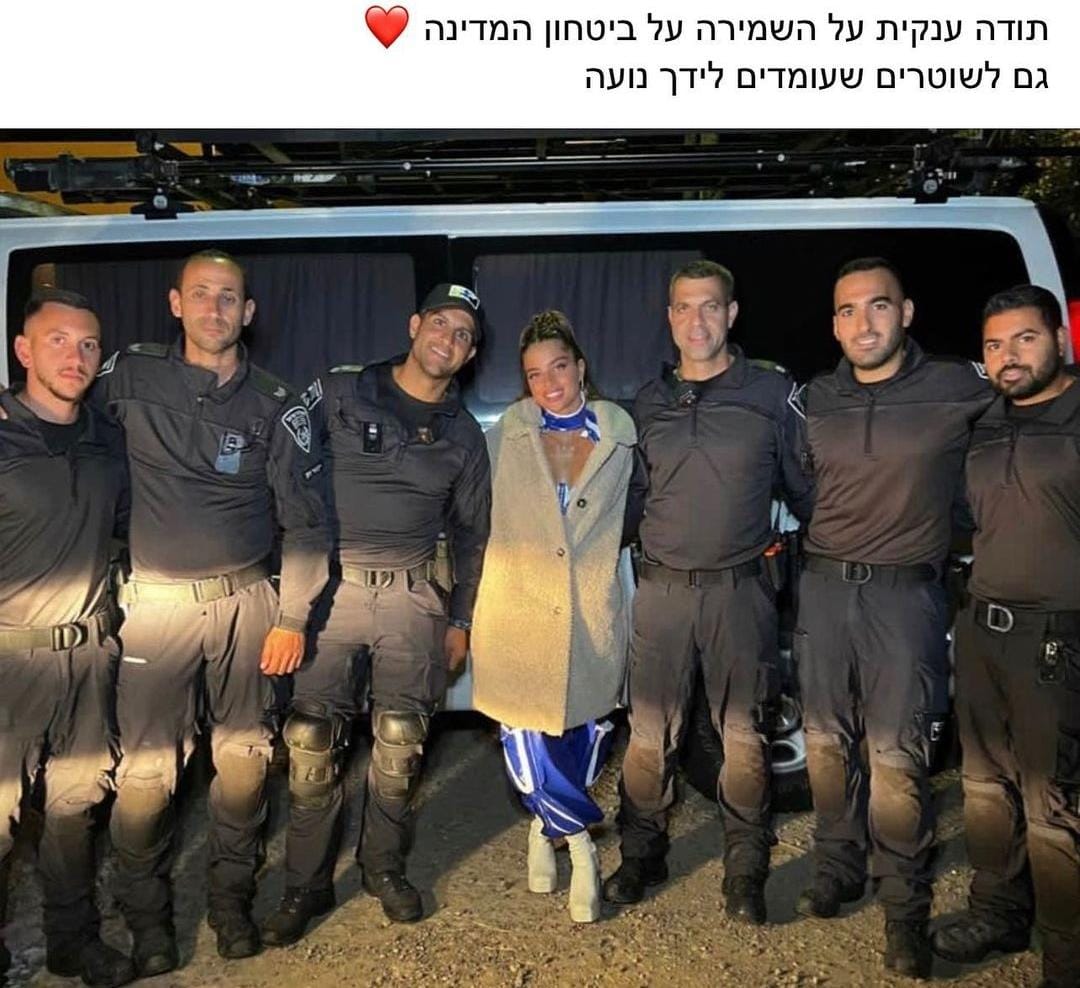 תודה ענקית על השמירה על ביטחון המדינה ❤️
גם לשוטרים שעומדים לידך נועה